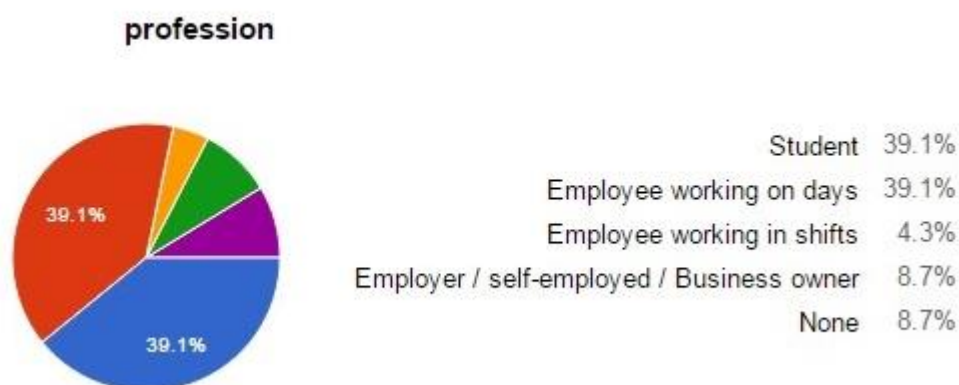 profession
39.1%
39.1%
Student 39.1%
Employee working on days 39.1%
Employee working in shifts 4.3%
Employer / self-employed / Business owner 8.7%
None 8.7%